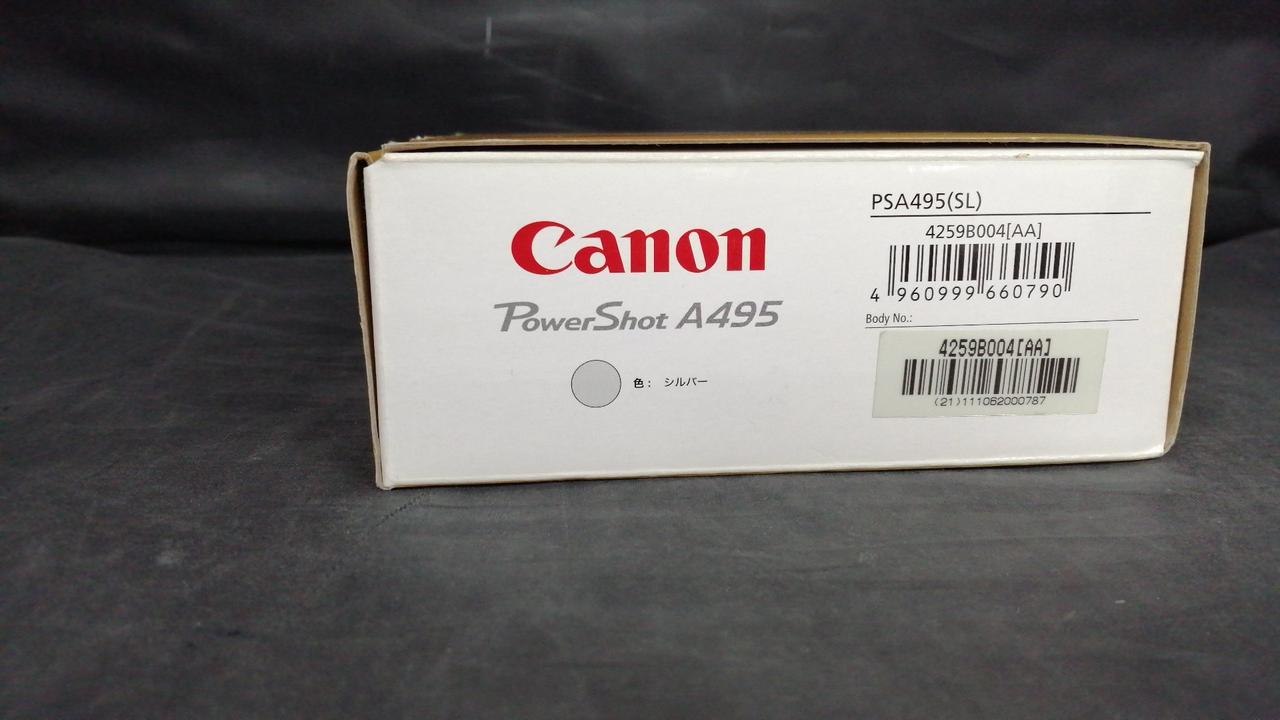 Canon
PowerShot A495
色： シルバー
PSA495(SL)
4259B004[AA]
4 960999 660790
Body No.:
4259B004[AA]
(21)111062000787